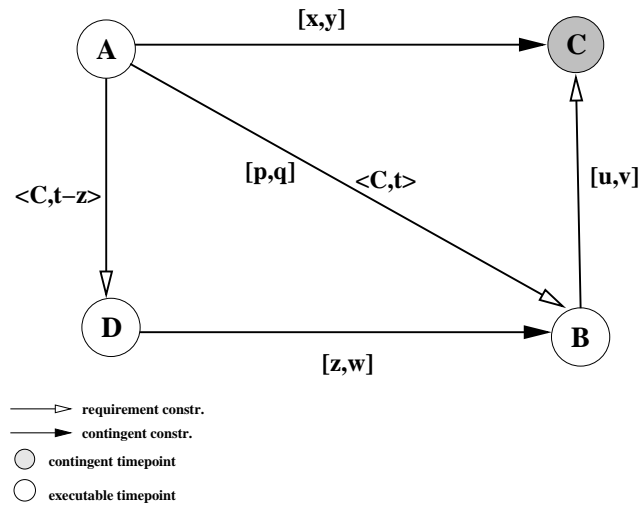 [x,y]
A
C
[p,q]
<C,t>
<C,t−z>
[u,v]
D
B
[z,w]
requirement constr.
contingent constr.
contingent timepoint
executable timepoint